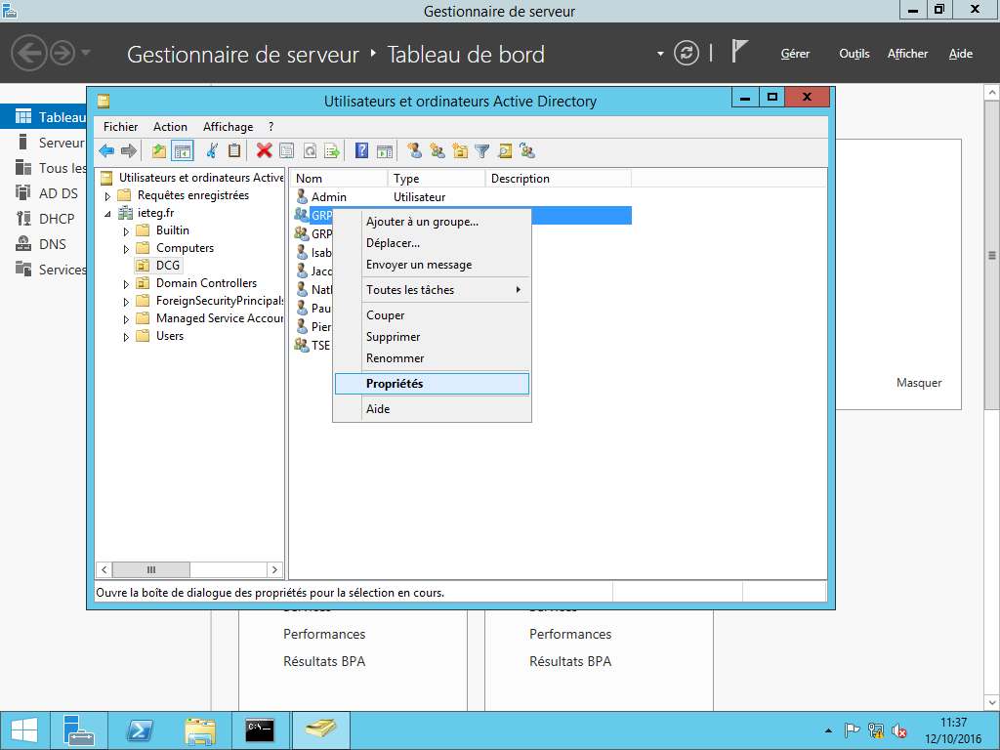 Gestionnaire de serveur
Gestionnaire de serveur ‣ Tableau de bord
Gérer Outils Afficher Aide
Utilisateurs et ordinateurs Active Directory
Fichier Action Affichage ?
Tableau
Serveur
Tous les
AD DS
DHCP
DNS
Services
Utilisateurs et ordinateurs Active
Requêtes enregistrées
ieteg.fr
Builtin
Computers
DCG
Domain Controllers
ForeignSecurityPrincipals
Managed Service Accoun
Users
Nom Type Description
Admin Utilisateur
GRP
GRP
Isab
Jacq
Nath
Pau
Pier
TSE
Ajouter à un groupe...
Déplacer...
Envoyer un message
Toutes les tâches
Couper
Supprimer
Renommer
Propriétés
Aide
Masquer
Ouvre la boîte de dialogue des propriétés pour la sélection en cours.
Services
Performances
Résultats BPA
Services
Performances
Résultats BPA
11:37
12/10/2016